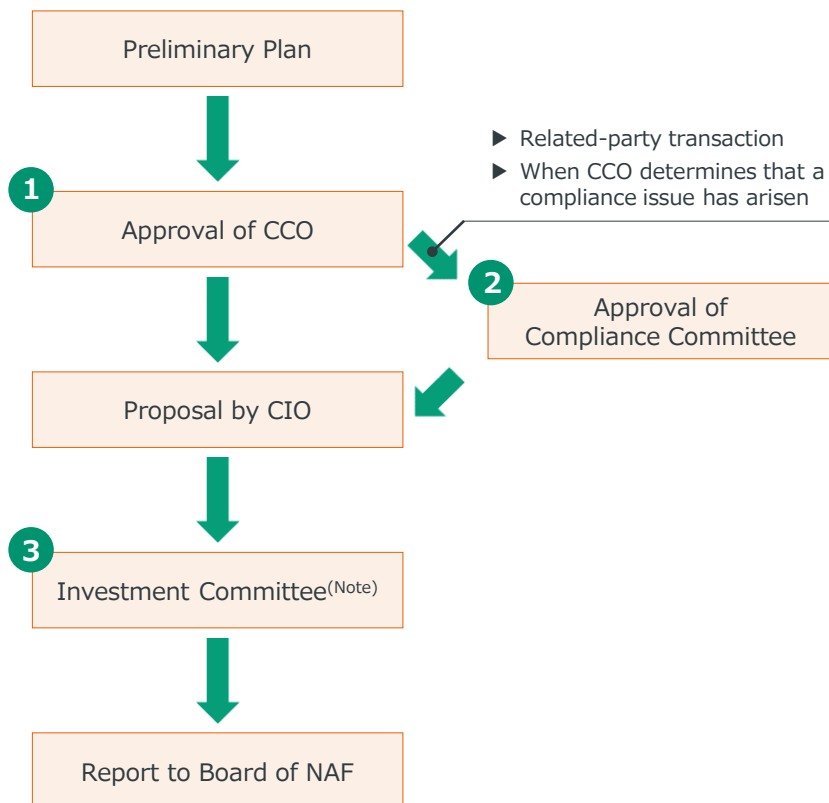 Preliminary Plan
▶ Related-party transaction
▶ When CCO determines that a
compliance issue has arisen
1
Approval of CCO
2
Approval of
Compliance Committee
Proposal by CIO
3
Investment Committee(Note)
Report to Board of NAF